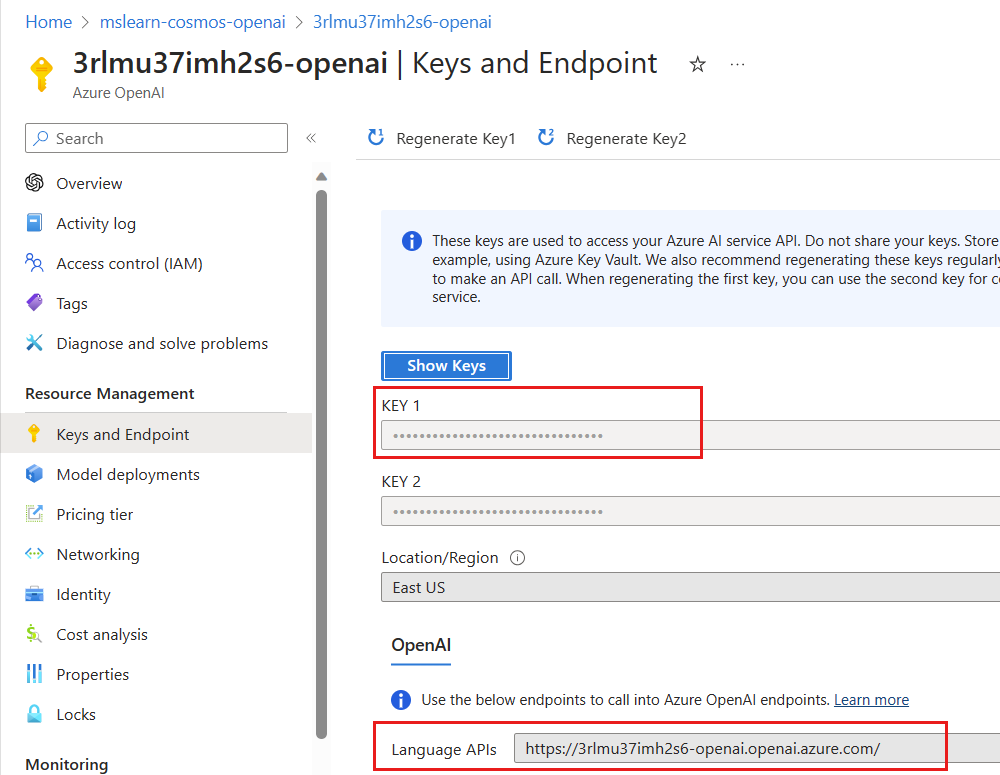 Home > mslearn-cosmos-openai > 3rlmu37imh2s6-openai
3rlmu37imh2s6-openai | Keys and Endpoint
Azure OpenAI
Search
Overview
Activity log
Access control (IAM)
Tags
Diagnose and solve problems
Resource Management
Keys and Endpoint
Model deployments
Pricing tier
Networking
Identity
Cost analysis
Properties
Locks
Monitoring
Regenerate Key1 Regenerate Key2
These keys are used to access your Azure AI service API. Do not share your keys. Store
example, using Azure Key Vault. We also recommend regenerating these keys regularly
to make an API call. When regenerating the first key, you can use the second key for co
service.
Show Keys
KEY 1
••••••••••••••••••••••••••••••••
KEY 2
••••••••••••••••••••••••••••••••
Location/Region
East US
OpenAI
Use the below endpoints to call into Azure OpenAI endpoints. Learn more
Language APIs https://3rlmu37imh2s6-openai.openai.azure.com/